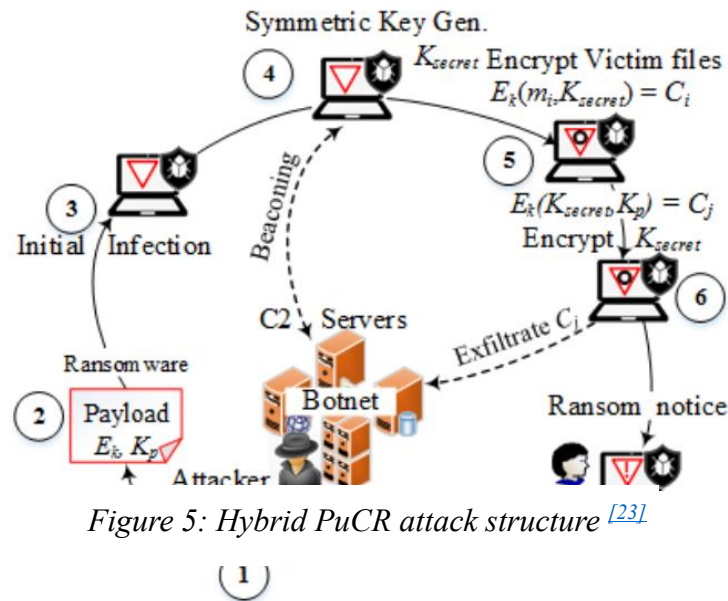 Symmetric Key Gen.
4
K_secret Encrypt Victim files
E_k(m_i, K_secret) = C_i
5
3
Initial Infection
Beaconing
E_k(K_secret, K_p) = C_j
Encrypt K_secret
6
C2 Servers
Exfiltrate C_j
Ransomware
2
Payload
E_k, K_p
Botnet
Ransom notice
Attacker
Figure 5: Hybrid PuCR attack structure [23]
1